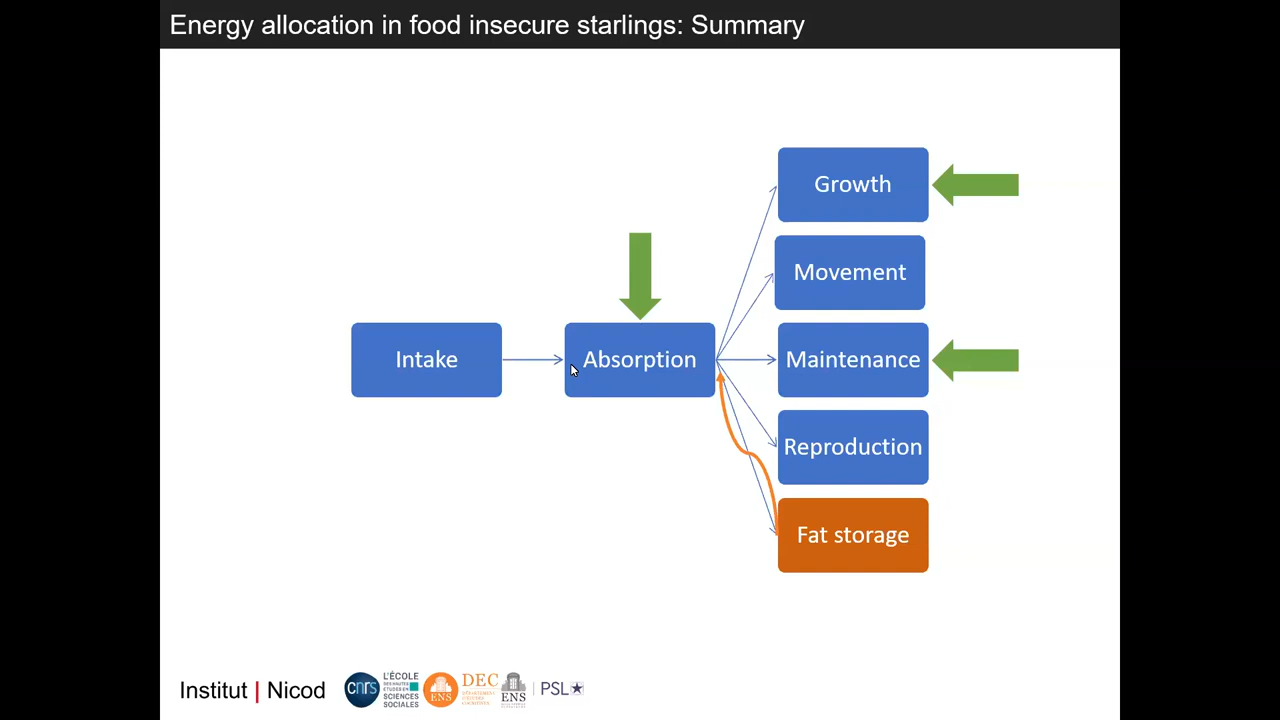 Energy allocation in food insecure starlings: Summary
Growth
Movement
Intake
Absorption
Maintenance
Reproduction
Fat storage
Institut | Nicod
cnrs
L'ÉCOLE
DES HAUTES
ÉTUDES EN
SCIENCES
SOCIALES
ENS
DEC
DÉPARTEMENT
D'ÉTUDES
COGNITIVES
ENS
PSL